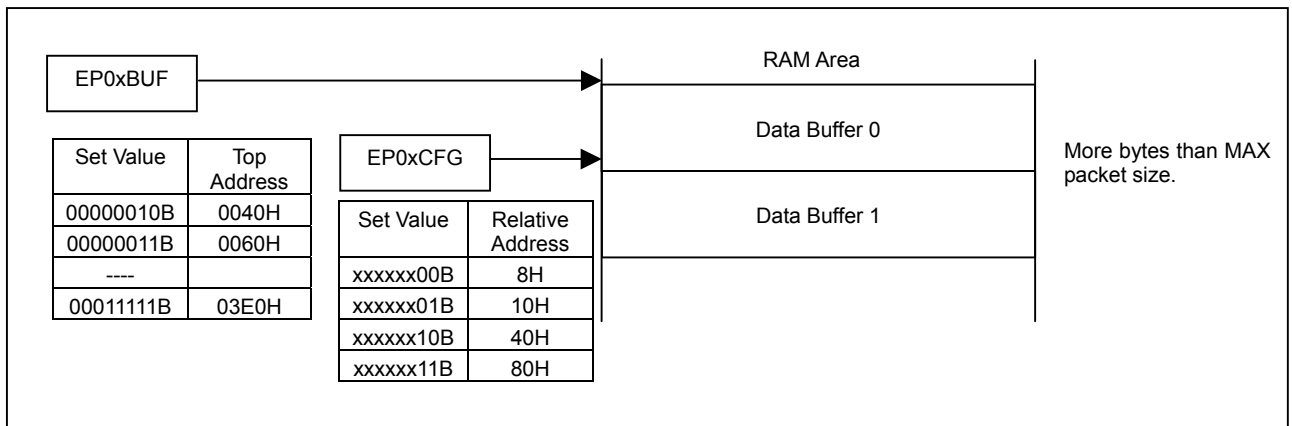 EP0xBUF
RAM Area
Data Buffer 0
Data Buffer 1
More bytes than MAX
packet size.
Set Value Top
Address
00000010B 0040H
00000011B 0060H
----
00011111B 03E0H
EP0xCFG
Set Value Relative
Address
xxxxxx00B 8H
xxxxxx01B 10H
xxxxxx10B 40H
xxxxxx11B 80H